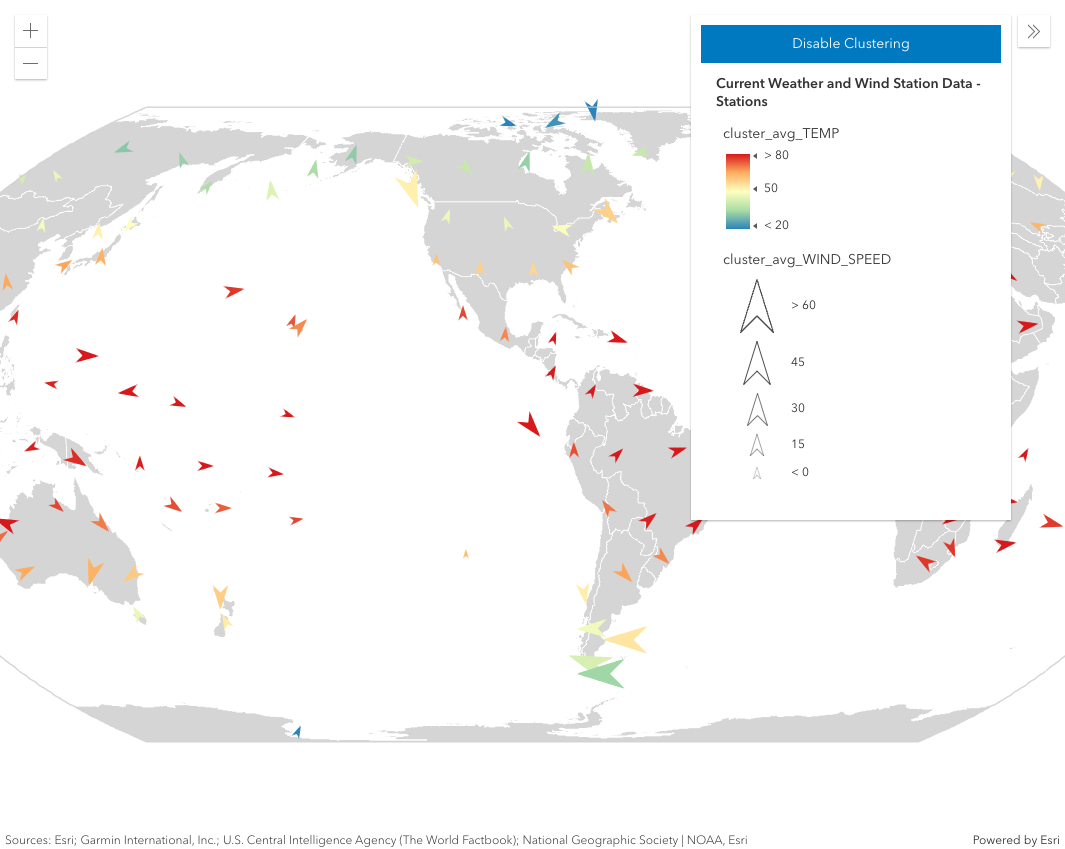 Disable Clustering
Current Weather and Wind Station Data -
Stations
cluster_avg_TEMP
> 80
50
< 20
cluster_avg_WIND_SPEED
> 60
45
30
15
< 0
Sources: Esri; Garmin International, Inc.; U.S. Central Intelligence Agency (The World Factbook); National Geographic Society | NOAA, Esri
Powered by Esri